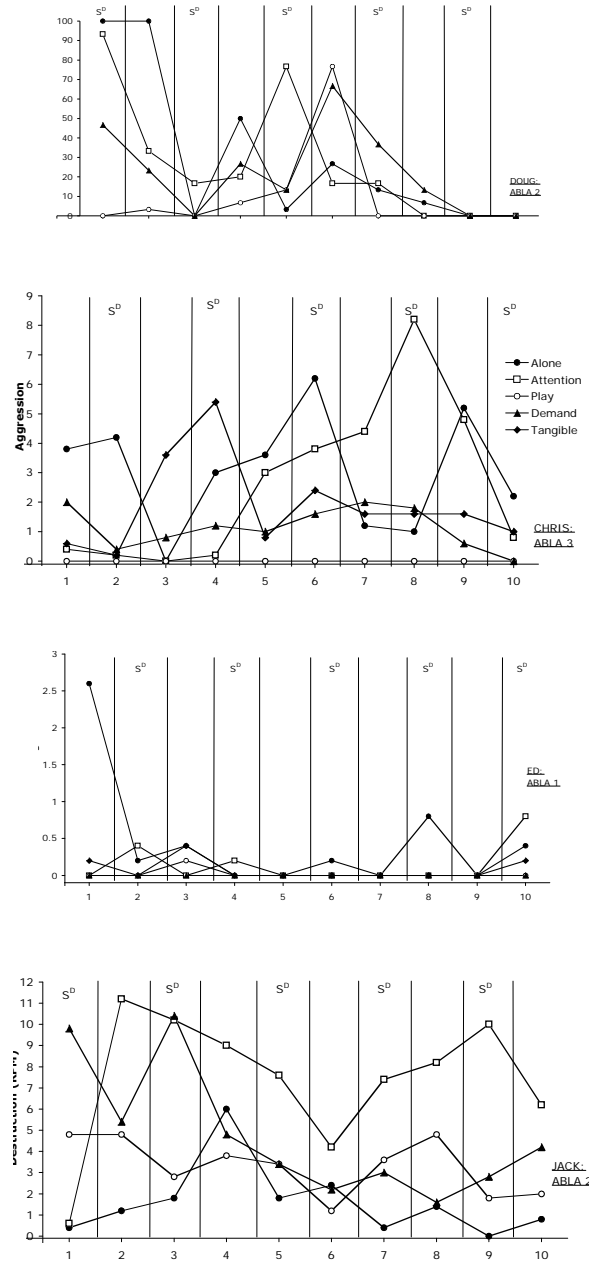 S^D S^D S^D S^D S^D
100
90
80
70
60
50
40
30
20
10
0
DOUG:
ABLA 2
9
8
7
6
5
4
3
2
1
0
Aggression
S^D S^D S^D S^D S^D
Alone
Attention
Play
Demand
Tangible
CHRIS:
ABLA 3
1 2 3 4 5 6 7 8 9 10
3
2.5
2
1.5
1
0.5
0
S^D S^D S^D S^D S^D
ED:
ABLA 1
1 2 3 4 5 6 7 8 9 10
12
11
10
9
8
7
6
5
4
3
2
1
0
Destruction (RPM)
S^D S^D S^D S^D S^D
JACK:
ABLA 2
1 2 3 4 5 6 7 8 9 10